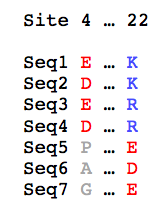 Site 4 … 22
Seq1 E … K
Seq2 D … K
Seq3 E … R
Seq4 D … R
Seq5 P … E
Seq6 A … D
Seq7 G … E